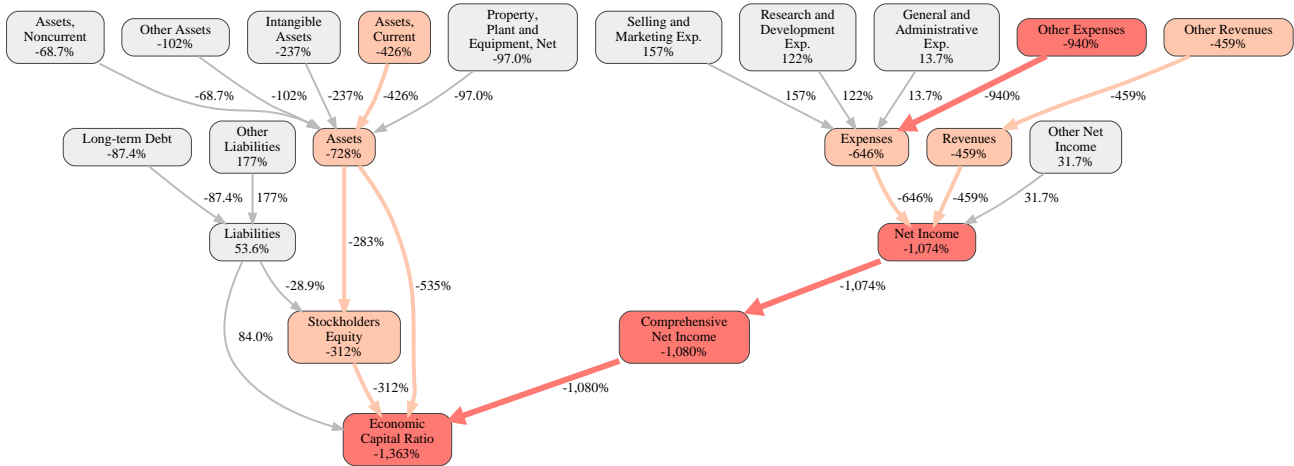 Assets,
Noncurrent
-68.7%
Other Assets
-102%
Intangible
Assets
-237%
Assets,
Current
-426%
Property,
Plant and
Equipment, Net
-97.0%
Selling and
Marketing Exp.
157%
Research and
Development
Exp.
122%
General and
Administrative
Exp.
13.7%
Other Expenses
-940%
Other Revenues
-459%
-68.7%
-102%
-237%
-426%
-97.0%
157%
122%
13.7%
-940%
-459%
Long-term Debt
-87.4%
Other
Liabilities
177%
Assets
-728%
Expenses
-646%
Revenues
-459%
Other Net
Income
31.7%
-87.4%
177%
-646%
-459%
31.7%
Liabilities
53.6%
-283%
Net Income
-1,074%
-28.9%
-535%
-1,074%
84.0%
Stockholders
Equity
-312%
Comprehensive
Net Income
-1,080%
-312%
-1,080%
Economic
Capital Ratio
-1,363%